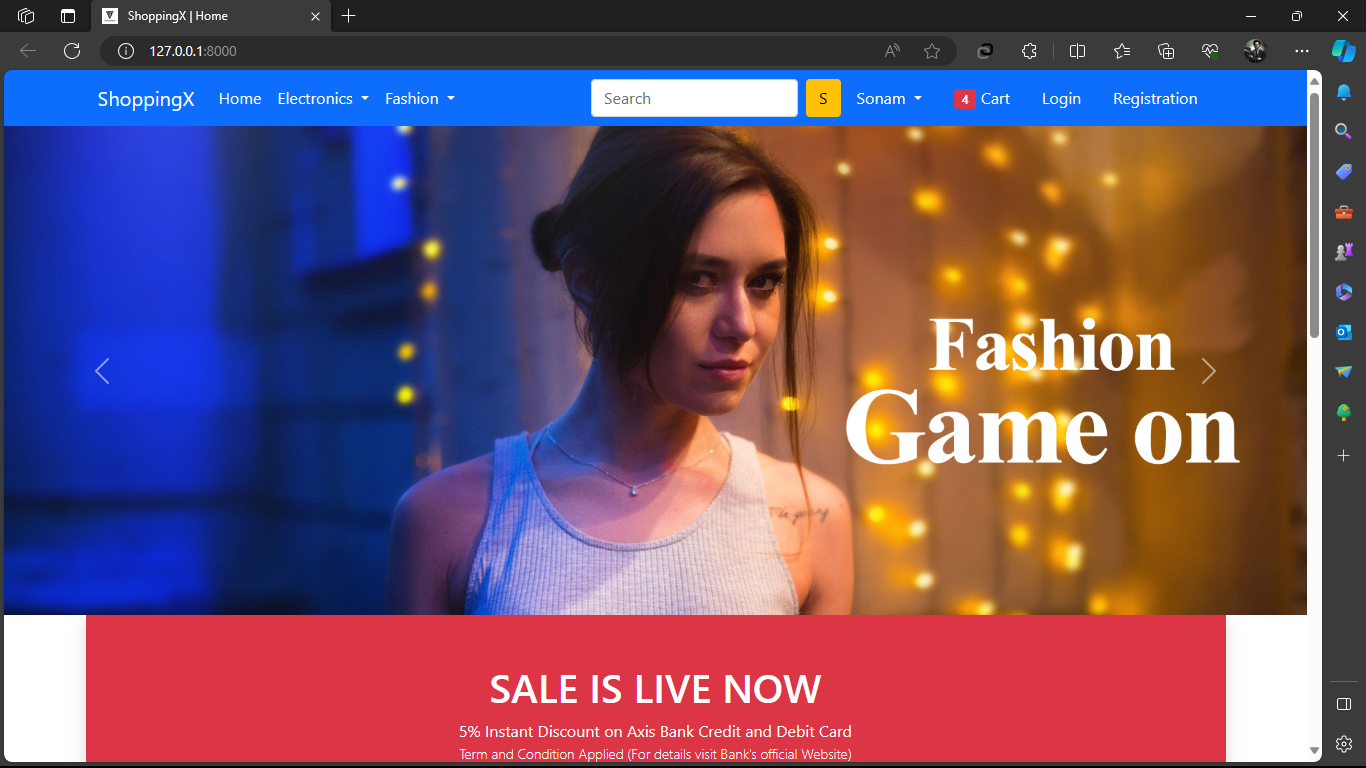 ShoppingX | Home
127.0.0.1:8000
ShoppingX Home Electronics Fashion Search S Sonam 4 Cart Login Registration
Fashion
Game on
SALE IS LIVE NOW
5% Instant Discount on Axis Bank Credit and Debit Card
Term and Condition Applied (For details visit Bank's official Website)